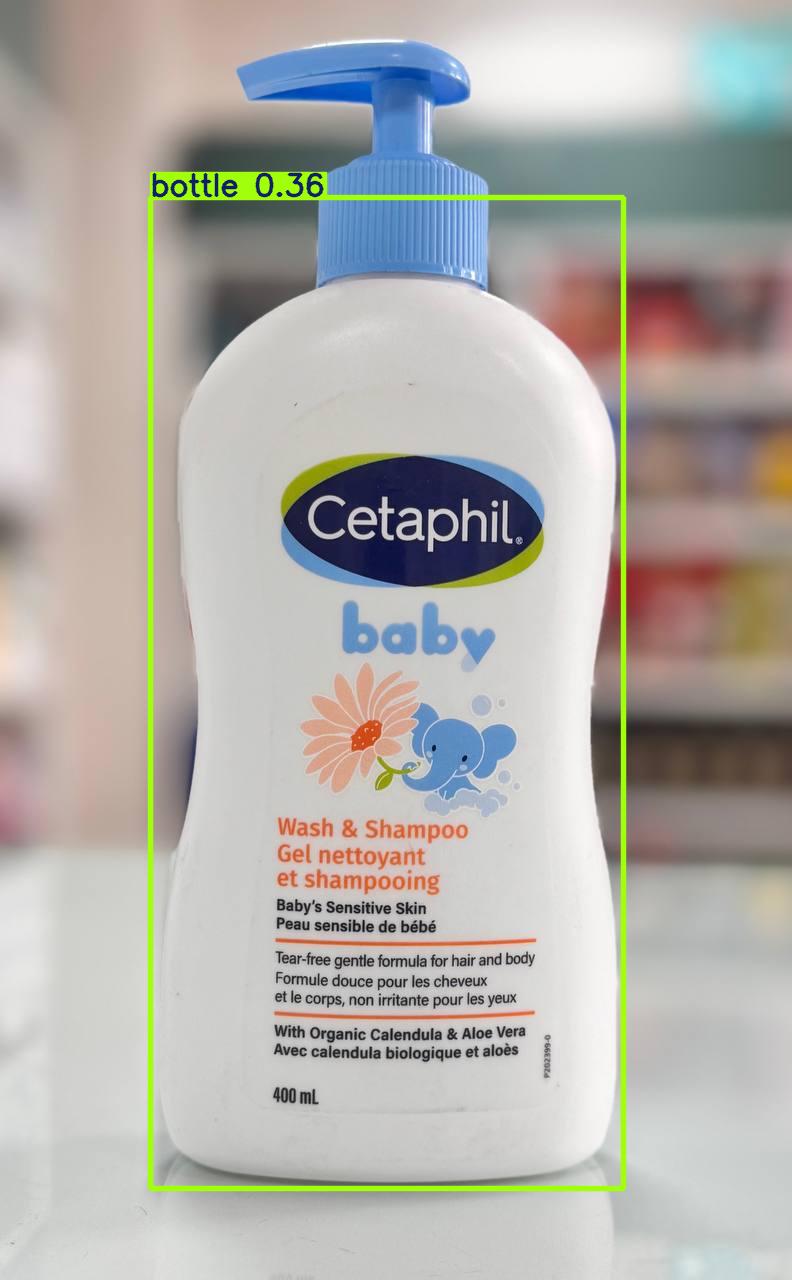 bottle 0.36
Cetaphil®
baby
Wash & Shampoo
Gel nettoyant
et shampooing
Baby's Sensitive Skin
Peau sensible de bébé
Tear-free gentle formula for hair and body
Formule douce pour les cheveux
et le corps, non irritante pour les yeux
With Organic Calendula & Aloe Vera
Avec calendula biologique et aloès
P202399-0
400 mL